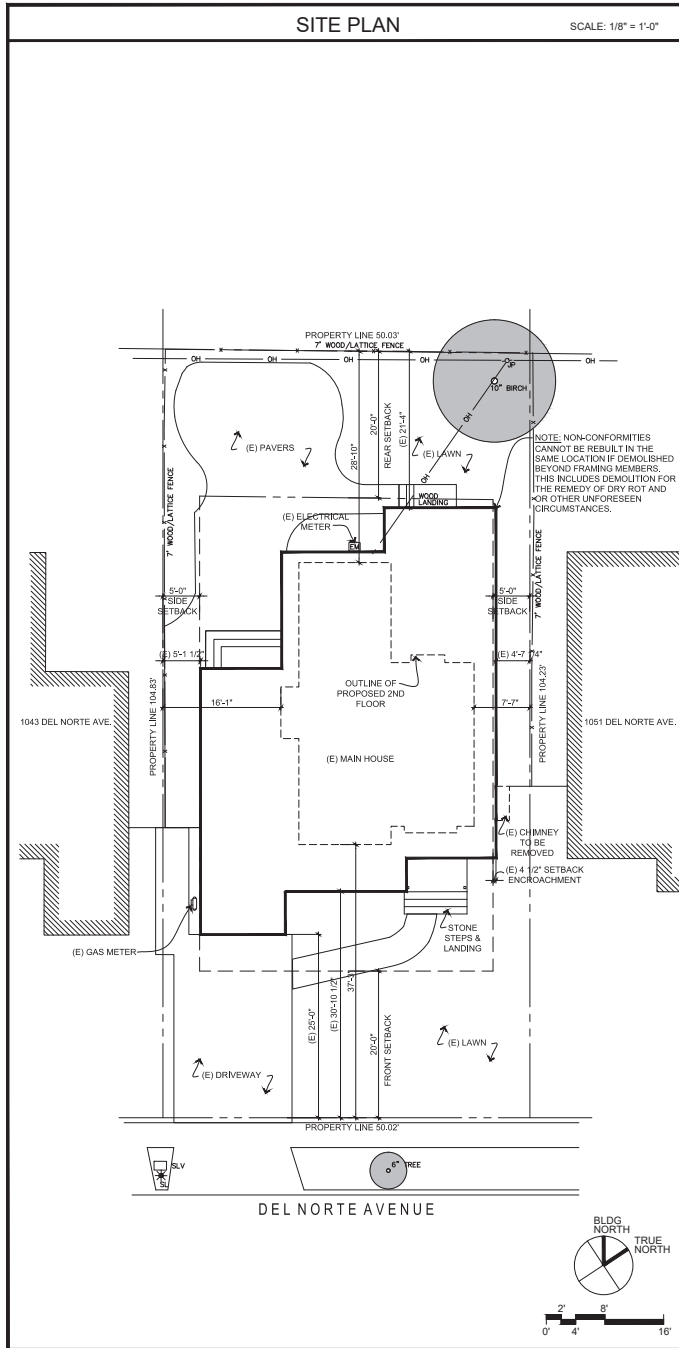 SITE PLAN
SCALE: 1/8" = 1'-0"
PROPERTY LINE 50.03'
7' WOOD/LATTICE FENCE
OH
OH
OH
OH
OH
OH
JP
10" BIRCH
OH
OH
20'-0"
REAR SETBACK
(E) 21'-4"
28'-10"
(E) PAVERS
(E) LAWN
NOTE: NON-CONFORMITIES
CANNOT BE REBUILT IN THE
SAME LOCATION IF DEMOLISHED
BEYOND FRAMING MEMBERS.
THIS INCLUDES DEMOLITION FOR
THE REMEDY OF DRY ROT AND
OR OTHER UNFORESEEN
CIRCUMSTANCES.
WOOD
LANDING
(E) ELECTRICAL
METER
EM
7' WOOD/LATTICE FENCE
7' WOOD/LATTICE FENCE
5'-0"
SIDE
SETBACK
5'-0"
SIDE
SETBACK
(E) 5'-1 1/2"
(E) 4'-7 1/4"
OUTLINE OF
PROPOSED 2ND
FLOOR
16'-1"
7'-7"
1043 DEL NORTE AVE.
PROPERTY LINE 104.83'
PROPERTY LINE 104.23'
1051 DEL NORTE AVE.
(E) MAIN HOUSE
(E) CHIMNEY
TO BE
REMOVED
(E) 4 1/2" SETBACK
ENCROACHMENT
(E) GAS METER
STONE
STEPS &
LANDING
(E) 25'-0"
(E) 30'-10 1/2"
20'-0"
FRONT SETBACK
(E) LAWN
(E) DRIVEWAY
PROPERTY LINE 50.02'
SLV
SL
6" TREE
DEL NORTE AVENUE
BLDG
NORTH
TRUE
NORTH
2'
8'
0'
4'
16'